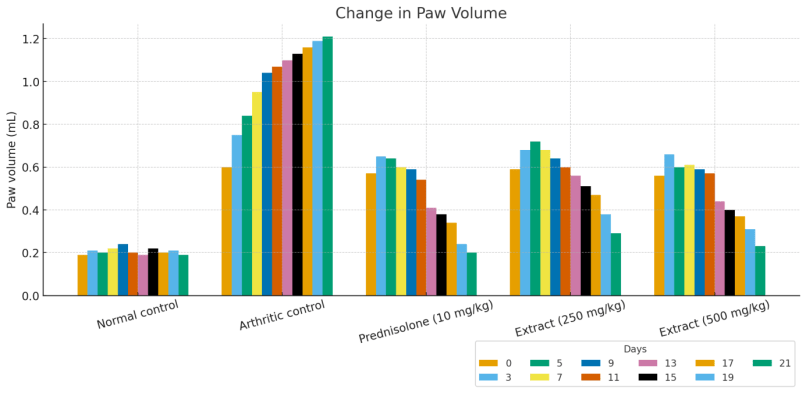 Change in Paw Volume
Paw volume (mL)
1.2
1.0
0.8
0.6
0.4
0.2
0.0
Normal control
Arthritic control
Prednisolone (10 mg/kg)
Extract (250 mg/kg)
Extract (500 mg/kg)
Days
0 5 9 13 17 21
3 7 11 15 19